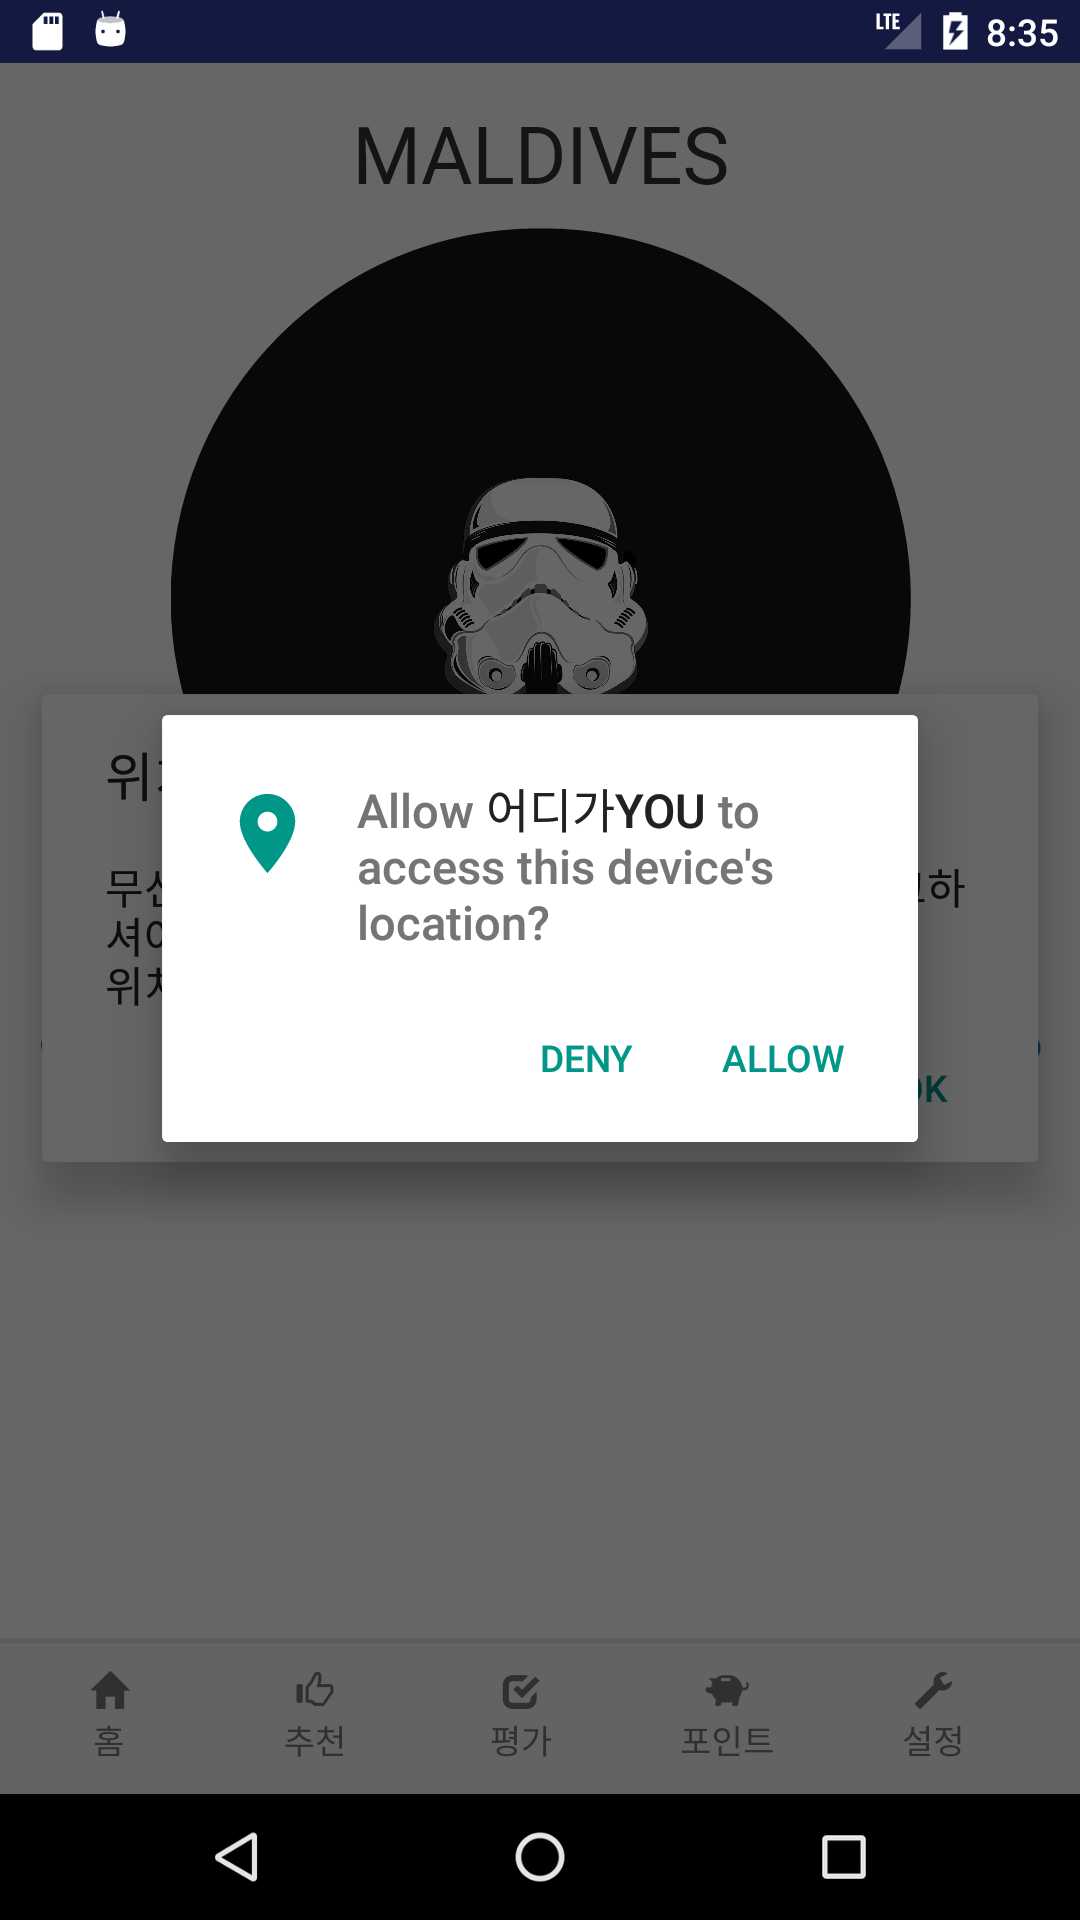 LTE 8:35
MALDIVES
Allow 어디가YOU to
access this device's
location?
DENY ALLOW
홈 추천 평가 포인트 설정